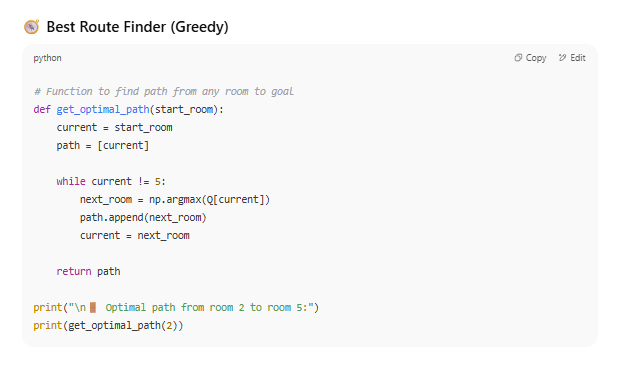 🧭 Best Route Finder (Greedy)
python Copy Edit
# Function to find path from any room to goal
def get_optimal_path(start_room):
    current = start_room
    path = [current]

    while current != 5:
        next_room = np.argmax(Q[current])
        path.append(next_room)
        current = next_room

    return path

print("\n🚪 Optimal path from room 2 to room 5:")
print(get_optimal_path(2))